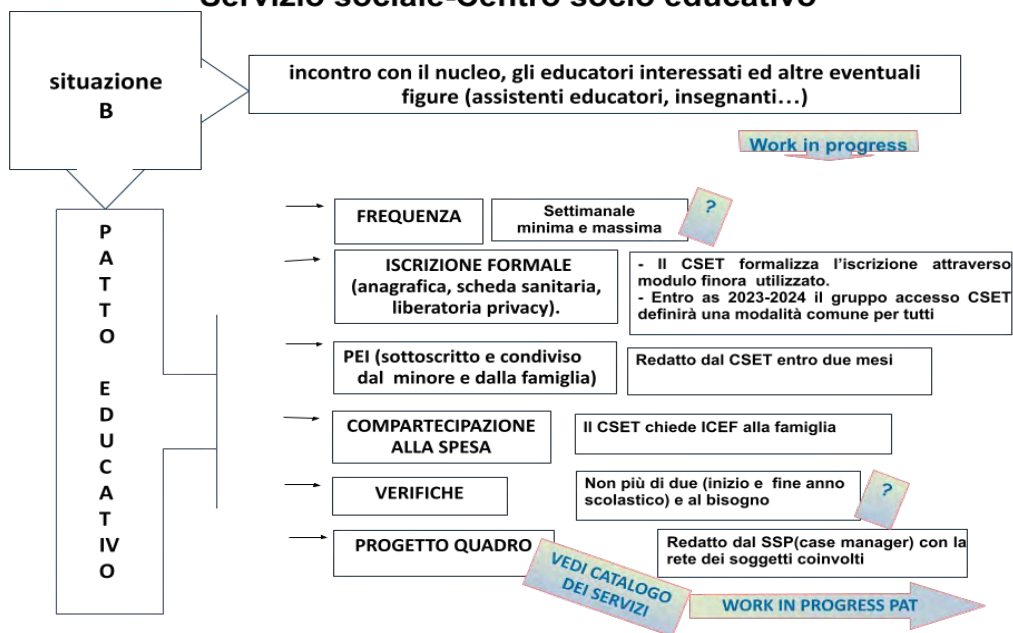 Servizio sociale-Centro socio educativo
situazione
B
incontro con il nucleo, gli educatori interessati ed altre eventuali
figure (assistenti educatori, insegnanti…)
Work in progress
P
A
T
T
O
E
D
U
C
A
T
IV
O
FREQUENZA
Settimanale
minima e massima
?
ISCRIZIONE FORMALE
(anagrafica, scheda sanitaria,
liberatoria privacy).
- Il CSET formalizza l'iscrizione attraverso
modulo finora utilizzato.
- Entro as 2023-2024 il gruppo accesso CSET
definirà una modalità comune per tutti
PEI (sottoscritto e condiviso
dal minore e dalla famiglia)
Redatto dal CSET entro due mesi
COMPARTECIPAZIONE
ALLA SPESA
Il CSET chiede ICEF alla famiglia
VERIFICHE
Non più di due (inizio e fine anno
scolastico) e al bisogno
?
PROGETTO QUADRO
Redatto dal SSP(case manager) con la
rete dei soggetti coinvolti
VEDI CATALOGO
DEI SERVIZI
WORK IN PROGRESS PAT